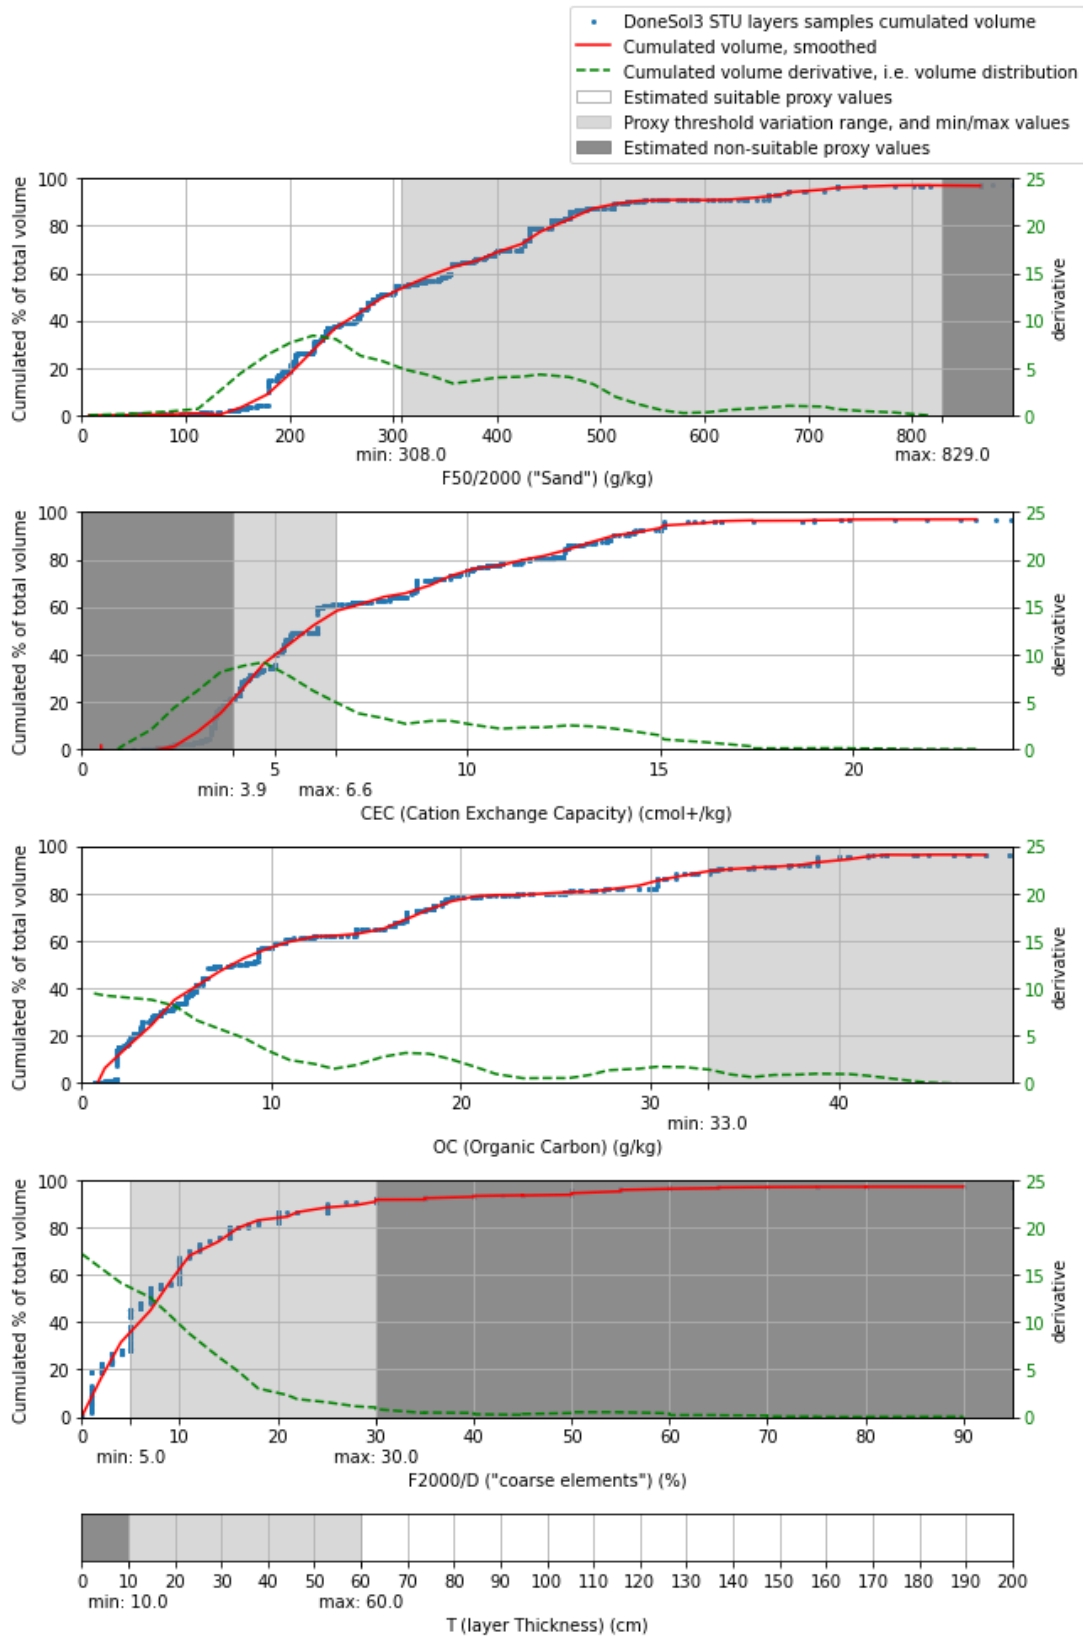 DoneSol3 STU layers samples cumulated volume
Cumulated volume, smoothed
Cumulated volume derivative, i.e. volume distribution
Estimated suitable proxy values
Proxy threshold variation range, and min/max values
Estimated non-suitable proxy values
Cumulated % of total volume
100
80
60
40
20
0
25
20
15
10
5
0
derivative
0 100 200 300 400 500 600 700 800
min: 308.0 max: 829.0
F50/2000 ("Sand") (g/kg)
Cumulated % of total volume
100
80
60
40
20
0
25
20
15
10
5
0
derivative
0 5 10 15 20
min: 3.9 max: 6.6
CEC (Cation Exchange Capacity) (cmol+/kg)
Cumulated % of total volume
100
80
60
40
20
0
25
20
15
10
5
0
derivative
0 10 20 30 40
min: 33.0
OC (Organic Carbon) (g/kg)
Cumulated % of total volume
100
80
60
40
20
0
25
20
15
10
5
0
derivative
0 10 20 30 40 50 60 70 80 90
min: 5.0 max: 30.0
F2000/D ("coarse elements") (%)
0 10 20 30 40 50 60 70 80 90 100 110 120 130 140 150 160 170 180 190 200
min: 10.0 max: 60.0
T (layer Thickness) (cm)